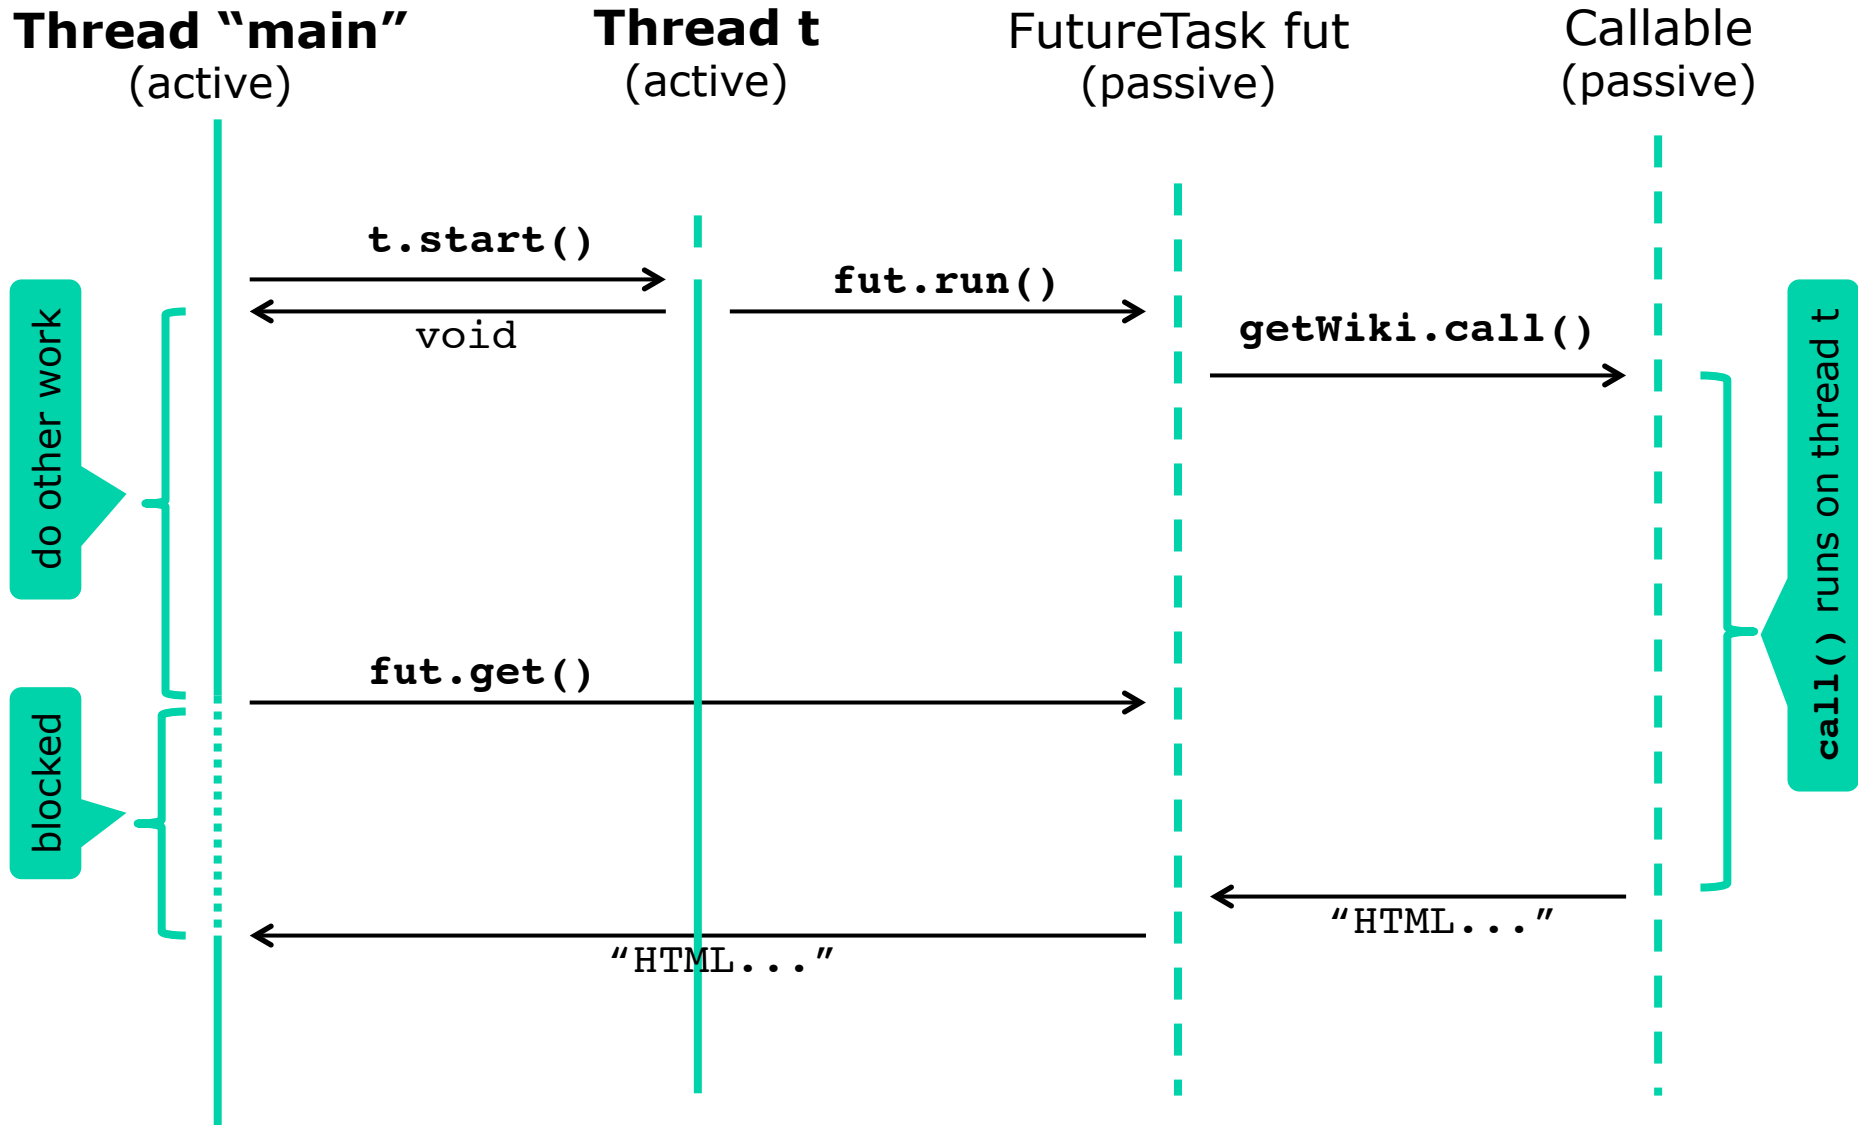 Thread “main”
(active)
Thread t
(active)
FutureTask fut
(passive)
Callable
(passive)
t.start()
void
fut.run()
getWiki.call()
do other work
call() runs on thread t
fut.get()
blocked
“HTML...”
“HTML...”